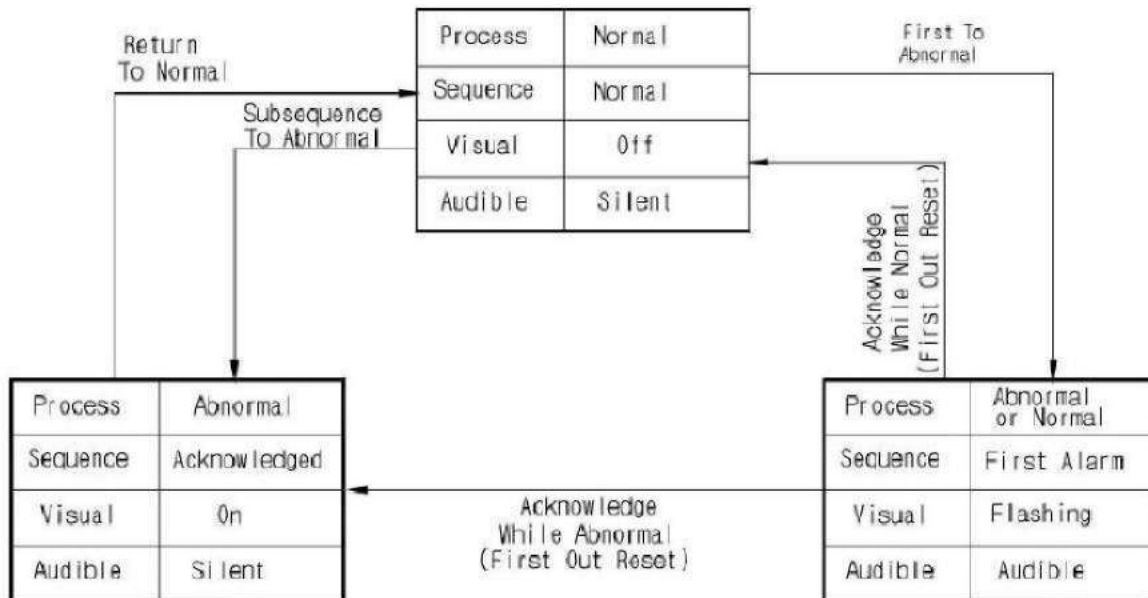 Process Normal
Sequence Normal
Visual Off
Audible Silent
First To
Abnormal
Return
To Normal
Subsequence
To Abnormal
Acknowledge
While Normal
(First Out Reset)
Process Abnormal
Sequence Acknowledged
Visual On
Audible Silent
Acknowledge
While Abnormal
(First Out Reset)
Process Abnormal
or Normal
Sequence First Alarm
Visual Flashing
Audible Audible